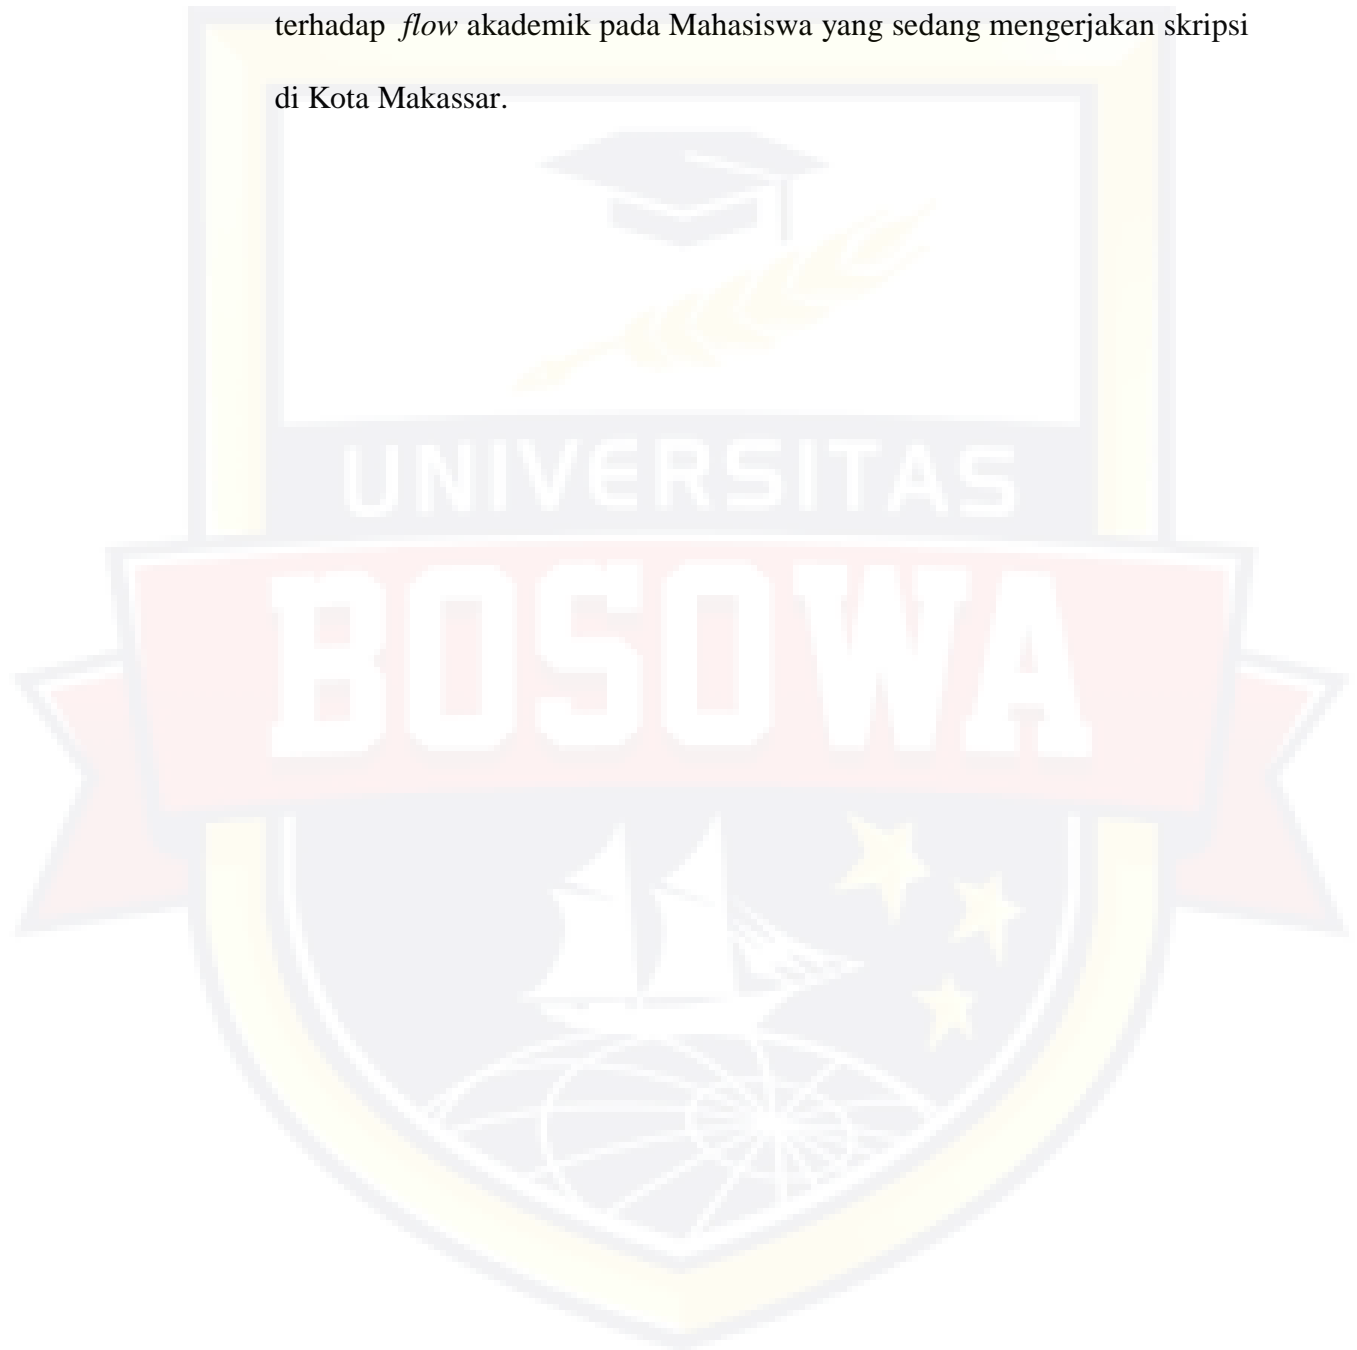 terhadap flow akademik pada Mahasiswa yang sedang mengerjakan skripsi
di Kota Makassar.
UNIVERSITAS
BOSOWA